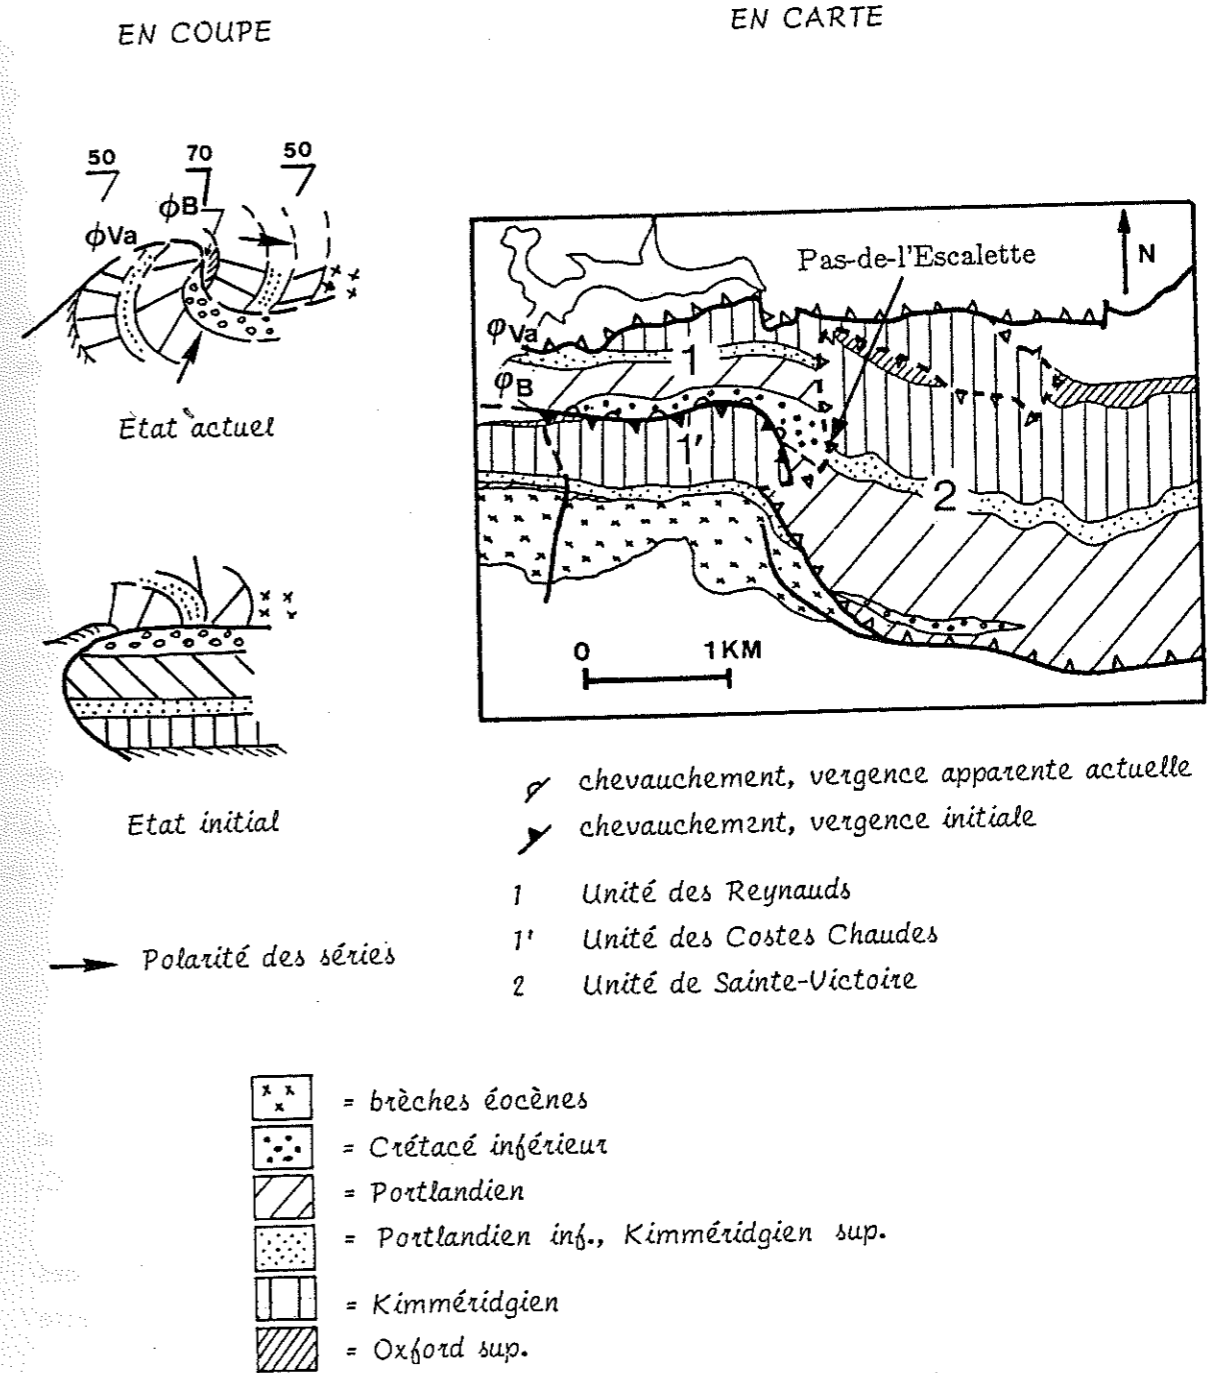 EN COUPE
EN CARTE
50
70
50
φB
φVa
Etat actuel
Pas-de-l'Escalette
N
φVa
1
φB
1'
2
0
1KM
Etat initial
chevauchement, vergence apparente actuelle
chevauchement, vergence initiale
1 Unité des Reynauds
1' Unité des Costes Chaudes
2 Unité de Sainte-Victoire
Polarité des séries
= brèches éocènes
= Crétacé inférieur
= Portlandien
= Portlandien inf., Kimméridgien sup.
= Kimméridgien
= Oxford sup.